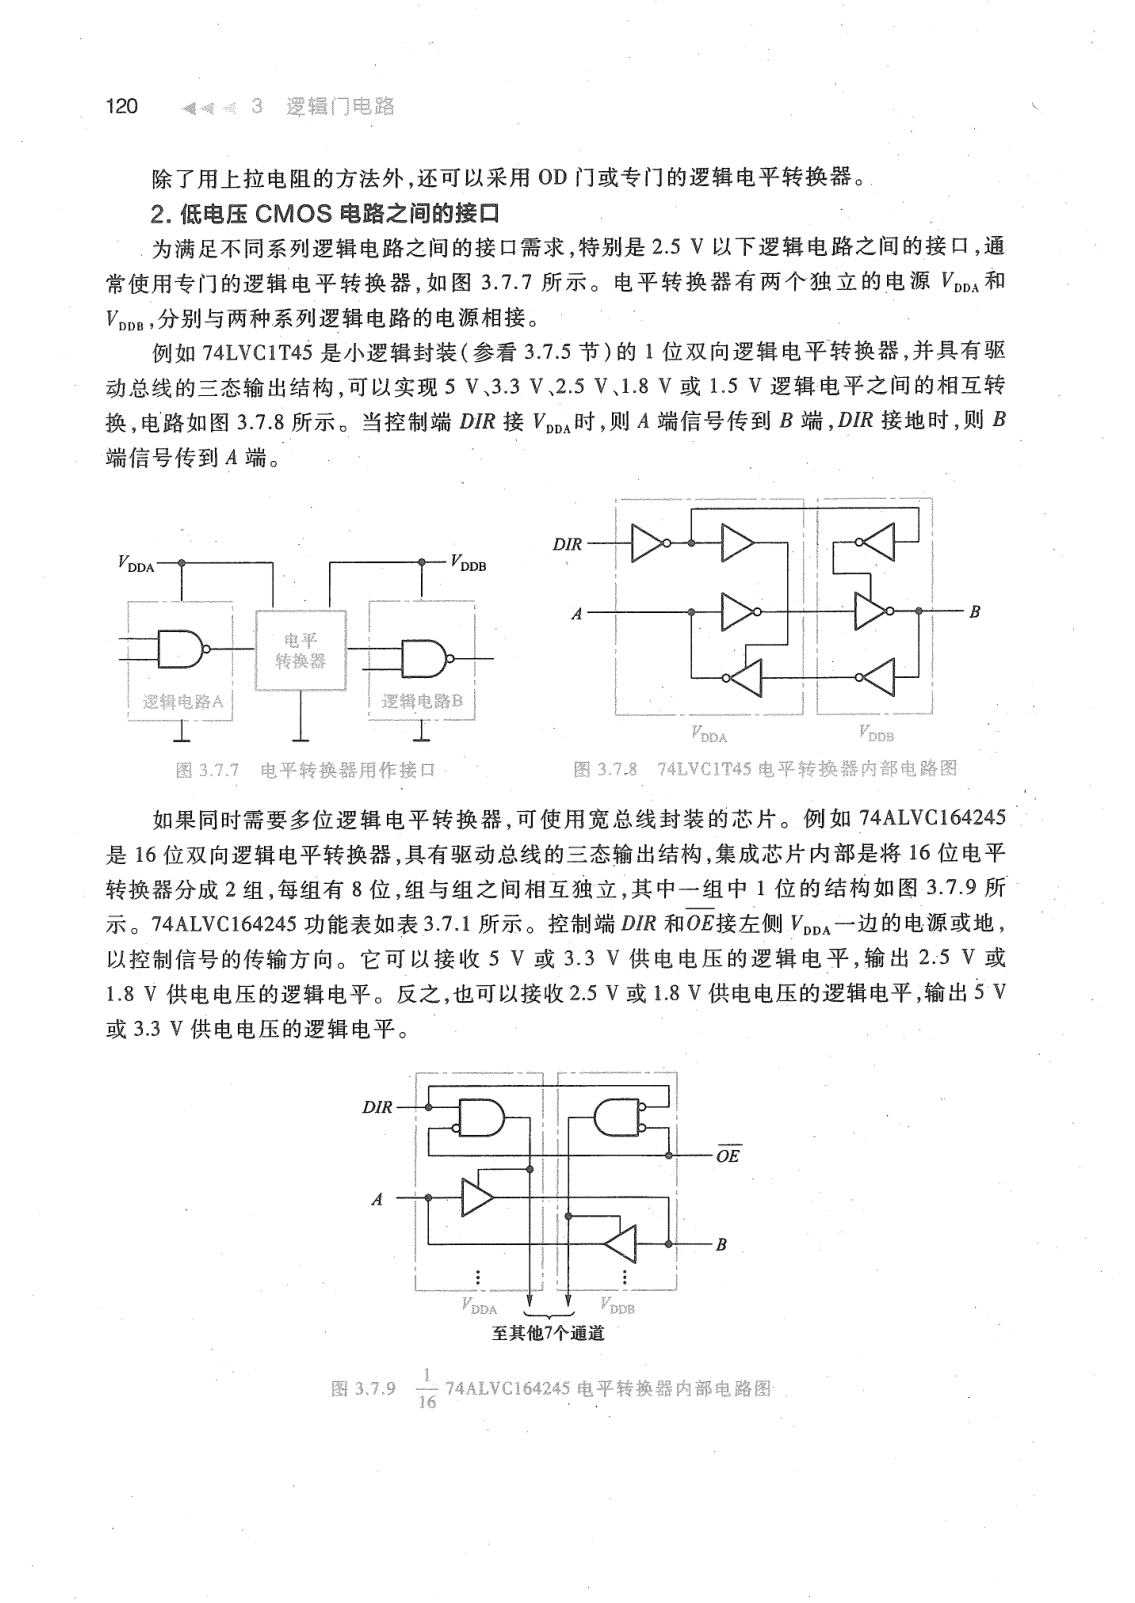 120 3 逻辑门电路
除了用上拉电阻的方法外,还可以采用 OD 门或专门的逻辑电平转换器。
2. 低电压 CMOS 电路之间的接口
为满足不同系列逻辑电路之间的接口需求,特别是 2.5 V 以下逻辑电路之间的接口,通
常使用专门的逻辑电平转换器,如图 3.7.7 所示。电平转换器有两个独立的电源 VDDA和
VDDB,分别与两种系列逻辑电路的电源相接。
例如 74LVC1T45 是小逻辑封装(参看 3.7.5 节)的 1 位双向逻辑电平转换器,并具有驱
动总线的三态输出结构,可以实现 5 V、3.3 V、2.5 V、1.8 V 或 1.5 V 逻辑电平之间的相互转
换,电路如图 3.7.8 所示。当控制端 DIR 接 VDDA时,则 A 端信号传到 B 端,DIR 接地时,则 B
端信号传到 A 端。
VDDA
VDDB
电平
转换器
逻辑电路A
逻辑电路B
图 3.7.7 电平转换器用作接口
DIR
A
B
VDDA
VDDB
图 3.7.8 74LVC1T45 电平转换器内部电路图
如果同时需要多位逻辑电平转换器,可使用宽总线封装的芯片。例如 74ALVC164245
是 16 位双向逻辑电平转换器,具有驱动总线的三态输出结构,集成芯片内部是将 16 位电平
转换器分成 2 组,每组有 8 位,组与组之间相互独立,其中一组中 1 位的结构如图 3.7.9 所
示。74ALVC164245 功能表如表 3.7.1 所示。控制端 DIR 和O̅E̅接左侧 VDDA一边的电源或地,
以控制信号的传输方向。它可以接收 5 V 或 3.3 V 供电电压的逻辑电平,输出 2.5 V 或
1.8 V 供电电压的逻辑电平。反之,也可以接收 2.5 V 或 1.8 V 供电电压的逻辑电平,输出 5 V
或 3.3 V 供电电压的逻辑电平。
DIR
O̅E̅
A
B
VDDA
VDDB
至其他7个通道
图 3.7.9 1/16 74ALVC164245 电平转换器内部电路图